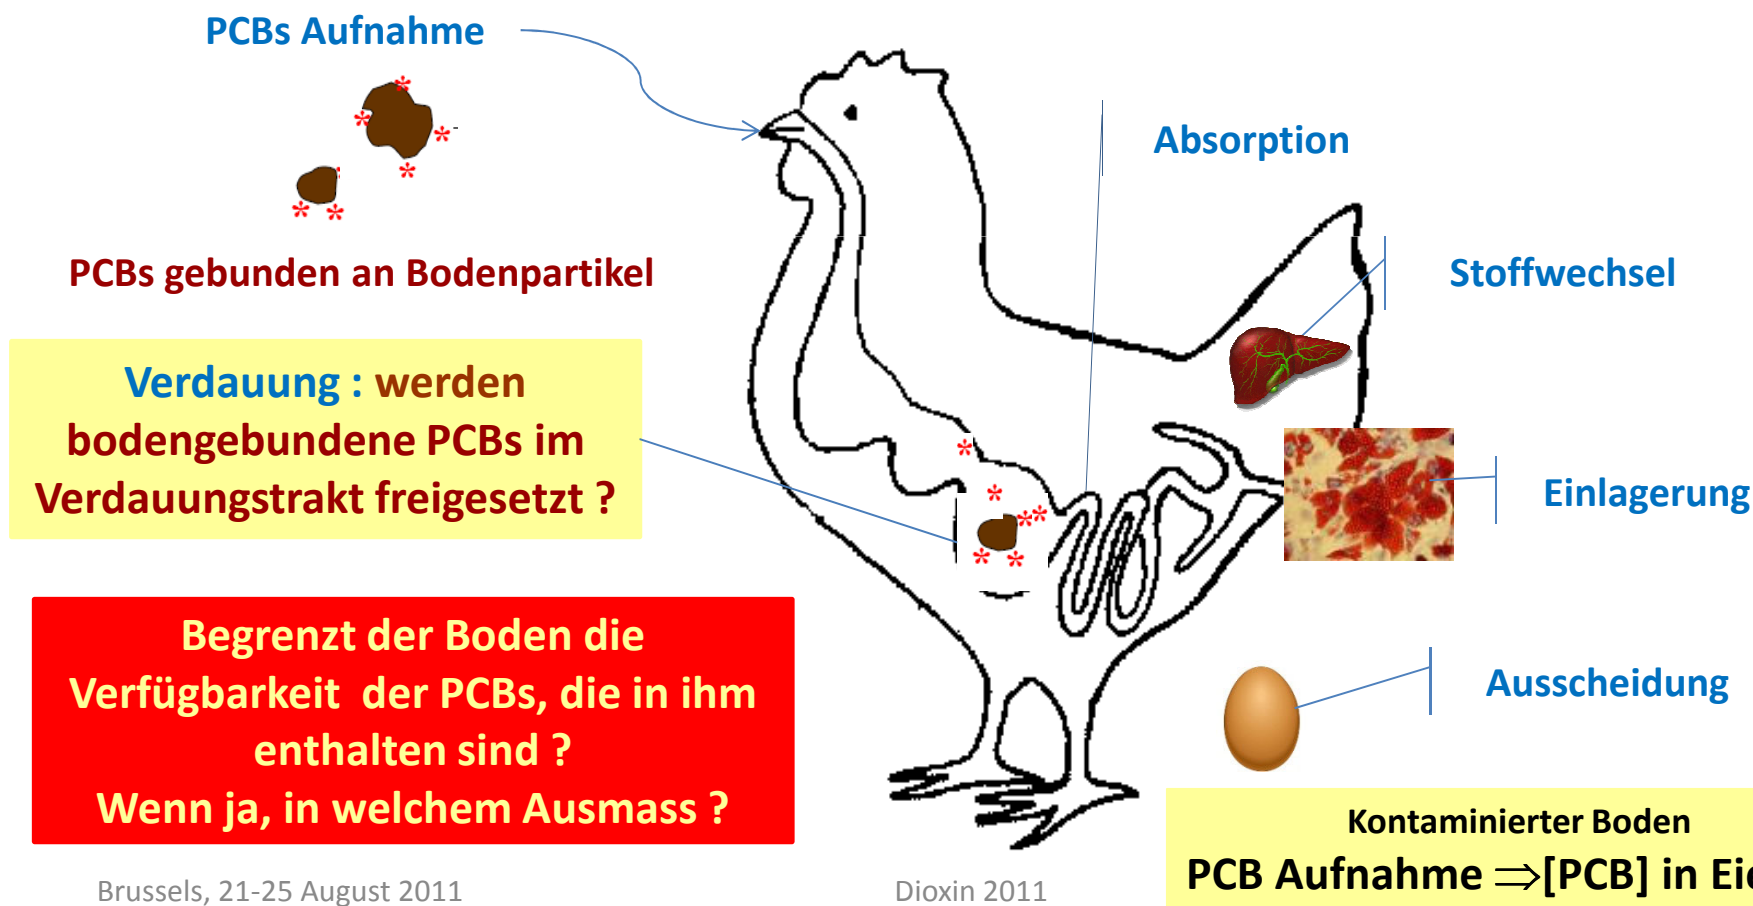 PCBs Aufnahme
PCBs gebunden an Bodenpartikel
Verdauung : werden
bodengebundene PCBs im
Verdauungstrakt freigesetzt ?
Begrenzt der Boden die
Verfügbarkeit der PCBs, die in ihm
enthalten sind ?
Wenn ja, in welchem Ausmass ?
Absorption
Stoffwechsel
Einlagerung
Ausscheidung
Kontaminierter Boden
PCB Aufnahme ⇒[PCB] in
Brussels, 21-25 August 2011
Dioxin 2011